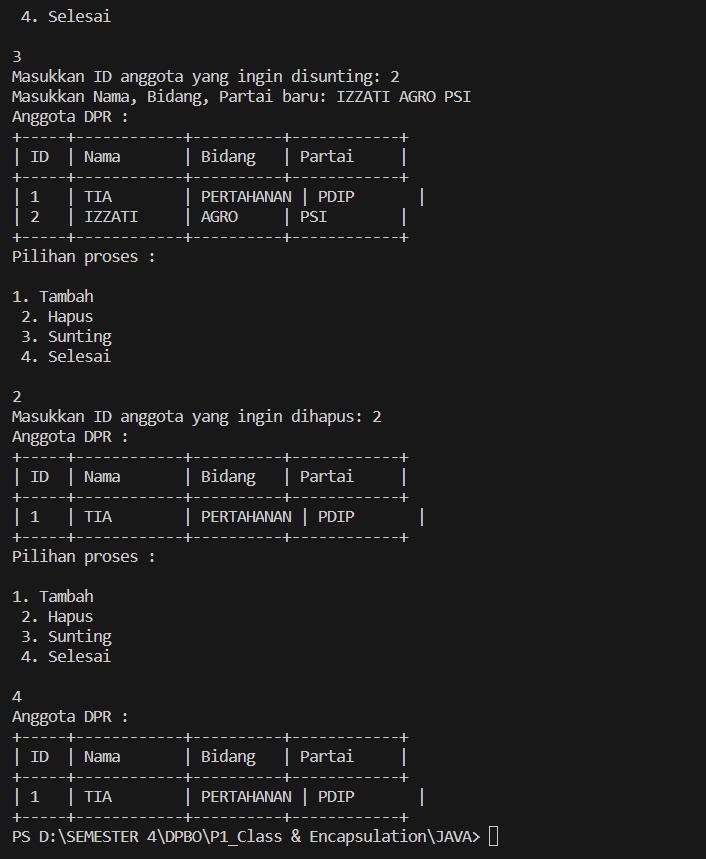 4. Selesai
3
Masukkan ID anggota yang ingin disunting: 2
Masukkan Nama, Bidang, Partai baru: IZZATI AGRO PSI
Anggota DPR :
+-----+------------+----------+------------+
| ID  | Nama       | Bidang   | Partai     |
+-----+------------+----------+------------+
| 1   | TIA        | PERTAHANAN | PDIP       |
| 2   | IZZATI     | AGRO     | PSI        |
+-----+------------+----------+------------+
Pilihan proses :
1. Tambah
 2. Hapus
 3. Sunting
 4. Selesai
2
Masukkan ID anggota yang ingin dihapus: 2
Anggota DPR :
+-----+------------+----------+------------+
| ID  | Nama       | Bidang   | Partai     |
+-----+------------+----------+------------+
| 1   | TIA        | PERTAHANAN | PDIP       |
+-----+------------+----------+------------+
Pilihan proses :
1. Tambah
 2. Hapus
 3. Sunting
 4. Selesai
4
Anggota DPR :
+-----+------------+----------+------------+
| ID  | Nama       | Bidang   | Partai     |
+-----+------------+----------+------------+
| 1   | TIA        | PERTAHANAN | PDIP       |
+-----+------------+----------+------------+
PS D:\SEMESTER 4\DPBO\P1_Class & Encapsulation\JAVA>